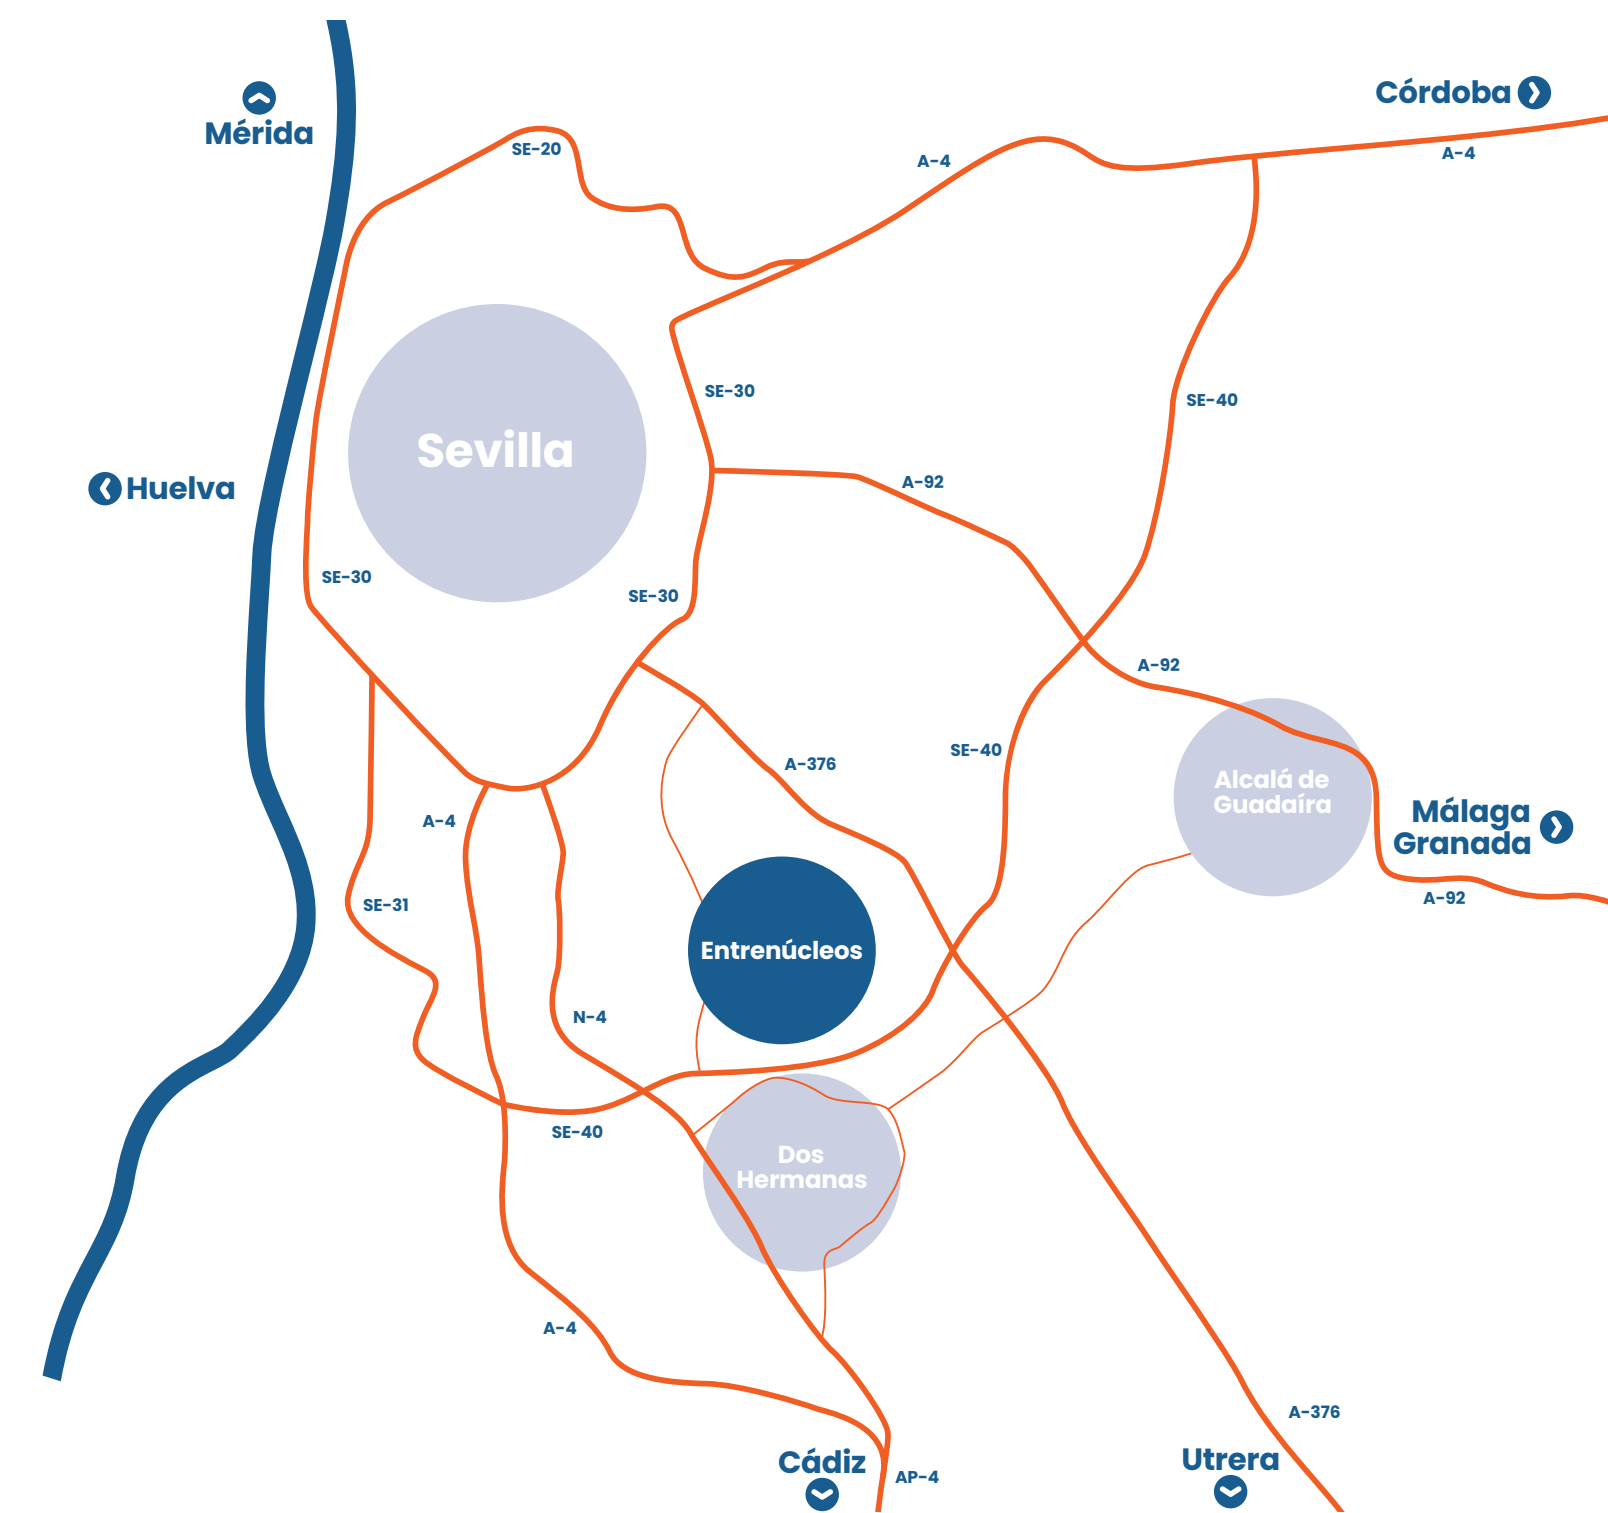 Córdoba
Mérida
SE-20
A-4
A-4
SE-30
SE-40
Sevilla
A-92
Huelva
SE-30
SE-30
A-92
SE-40
A-376
Alcalá de
Guadaíra
Málaga
Granada
A-4
A-92
SE-31
Entrenúcleos
N-4
SE-40
Dos
Hermanas
A-4
A-376
Cádiz
Utrera
AP-4